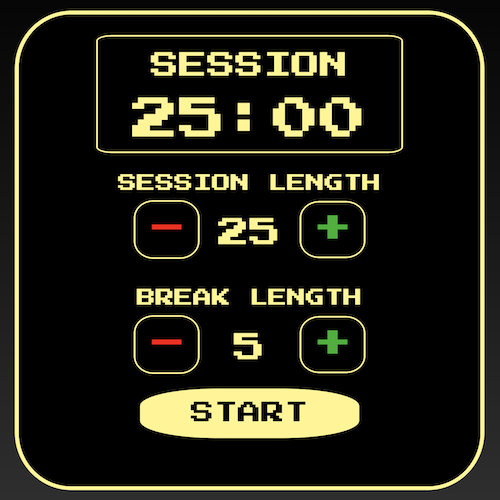 SESSION
25:00
SESSION LENGTH
− 25 +
BREAK LENGTH
− 5 +
START